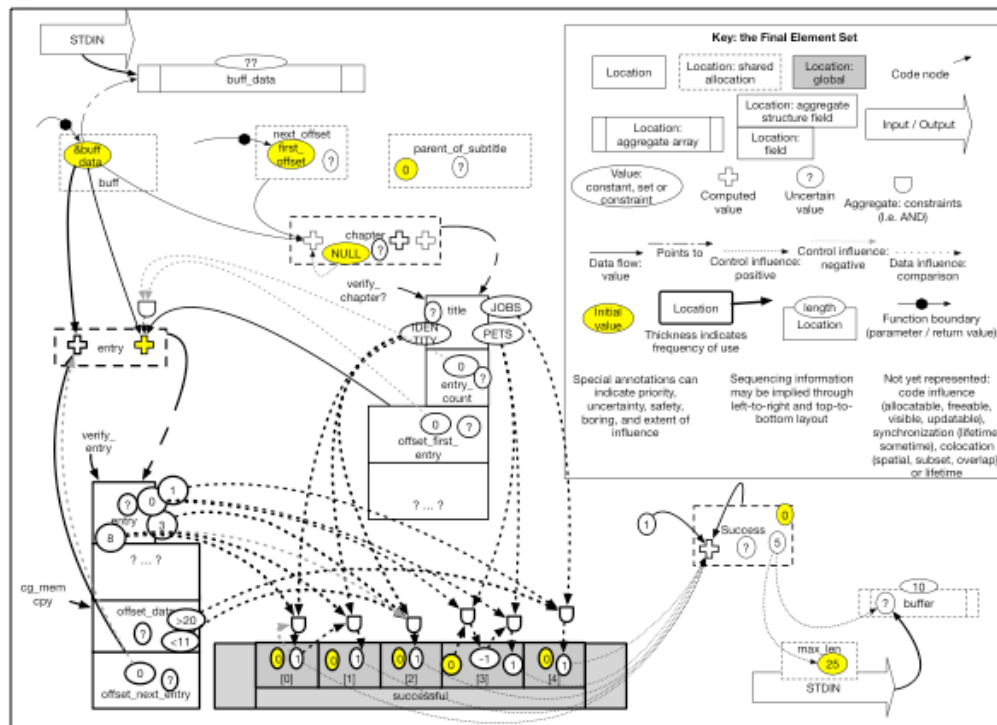 STDIN
??
buff_data
next_offset
first_
offset
?
parent_of_subtitle
0
?
&buff
_data
buff
chapter
NULL
?
verify_
chapter?
title
?
JOBS
IDEN
TITY
PETS
0
entry_
count
?
0
?
offset_first_
entry
? ... ?
entry
verify_
entry
1
0
?
entry
3
8
? ... ?
cg_mem
cpy
offset_data
>20
?
<11
0
?
offset_next_entry
0
1
0
1
0
1
0
-1
1
0
1
[0]
[1]
[2]
[3]
[4]
successful
1
0
Success
?
5
10
?
buffer
max_len
25
STDIN
Key: the Final Element Set
Location
Location: shared
allocation
Location:
global
Code node
Location: aggregate
structure field
Location:
aggregate array
Location:
field
Input / Output
Value:
constant, set or
constraint
Computed
value
?
Uncertain
value
Aggregate: constraints
(I.e. AND)
Data flow:
value
Points to
Control influence:
positive
Control influence:
negative
Data influence:
comparison
Initial
value
Location
Thickness indicates
frequency of use
length
Location
Function boundary
(parameter / return value)
Special annotations can
indicate priority,
uncertainty, safety,
boring, and extent of
influence
Sequencing information
may be implied through
left-to-right and top-to-
bottom layout
Not yet represented:
code influence
(allocatable, freeable,
visible, updatable),
synchronization (lifetime,
sometime), colocation
(spatial, subset, overlap)
or lifetime